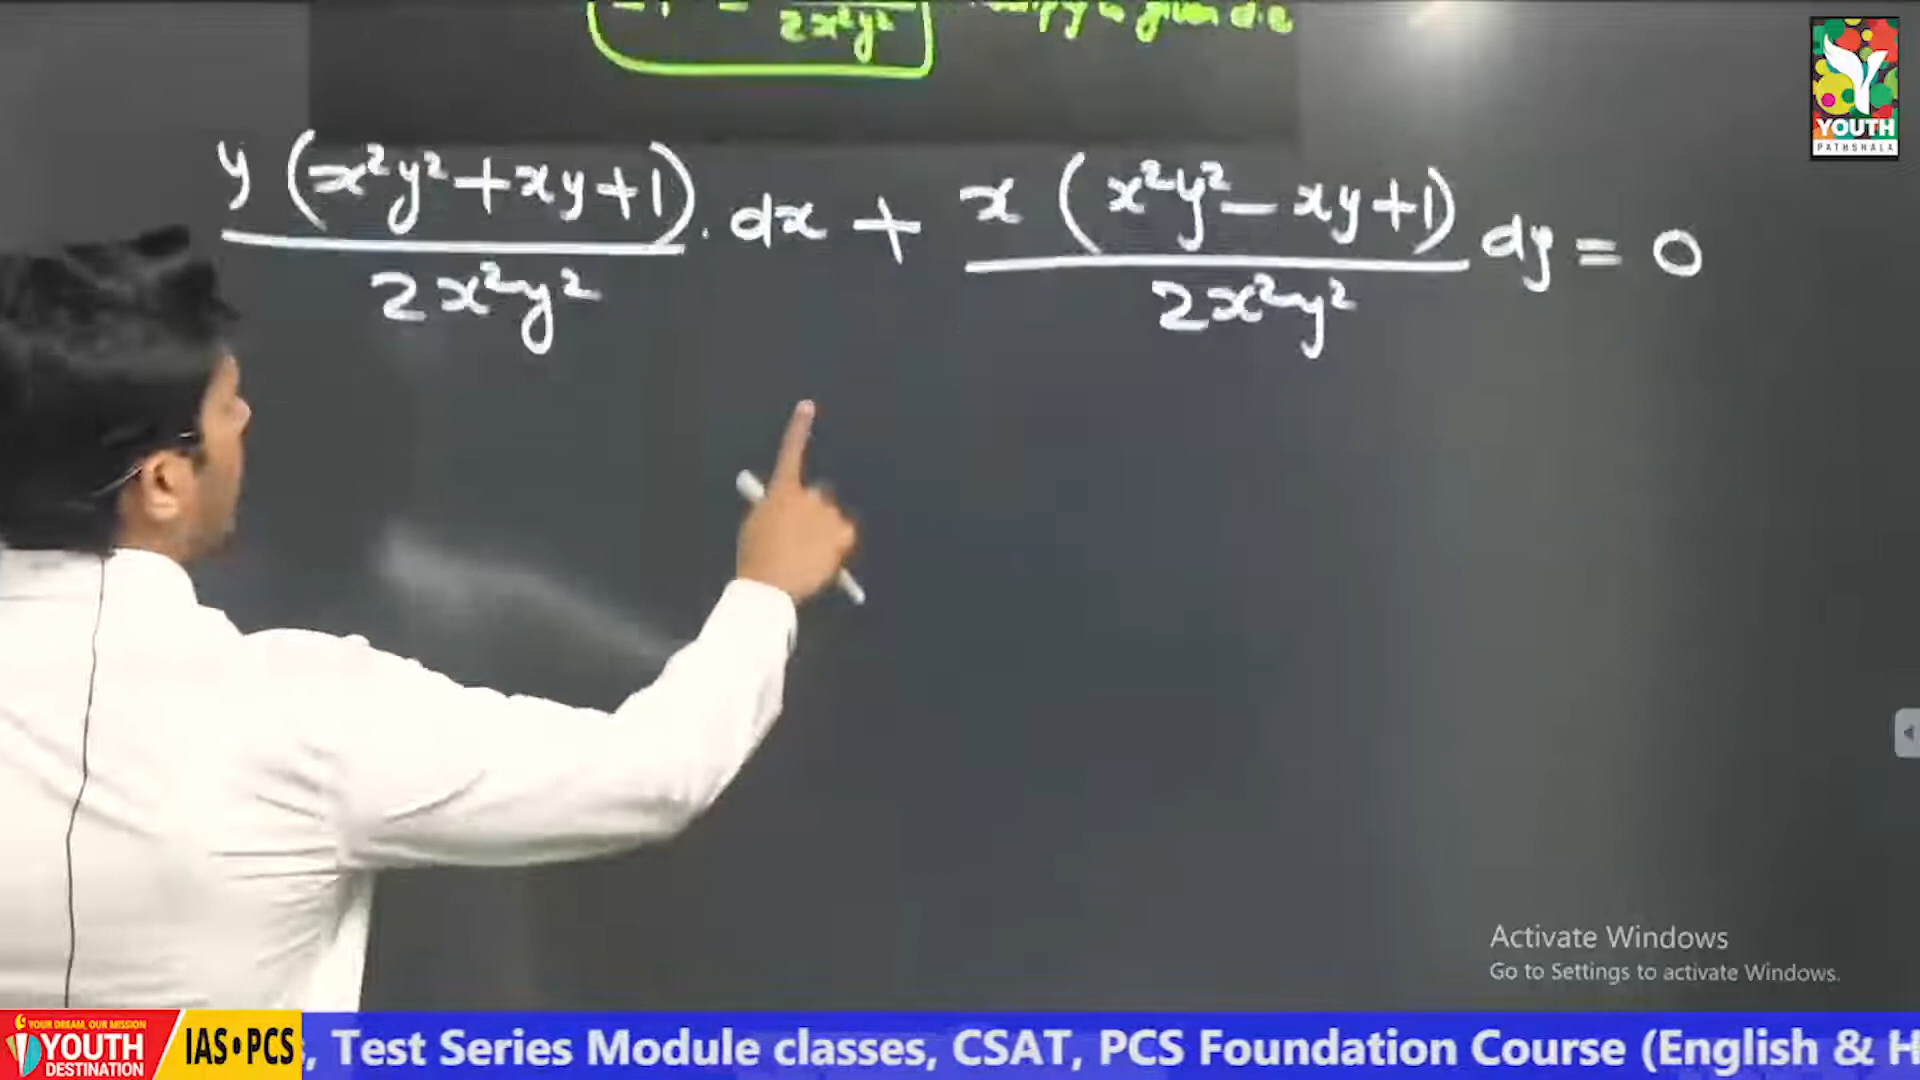 2x²y²
given d.e
YOUTH
PATHSHALA
y (x²y²+xy+1) / 2x²y² . dx + x (x²y²-xy+1) / 2x²y² dy = 0
Activate Windows
Go to Settings to activate Windows.
YOUR DREAM, OUR MISSION
YOUTH
DESTINATION
IAS•PCS
, Test Series Module classes, CSAT, PCS Foundation Course (English & H